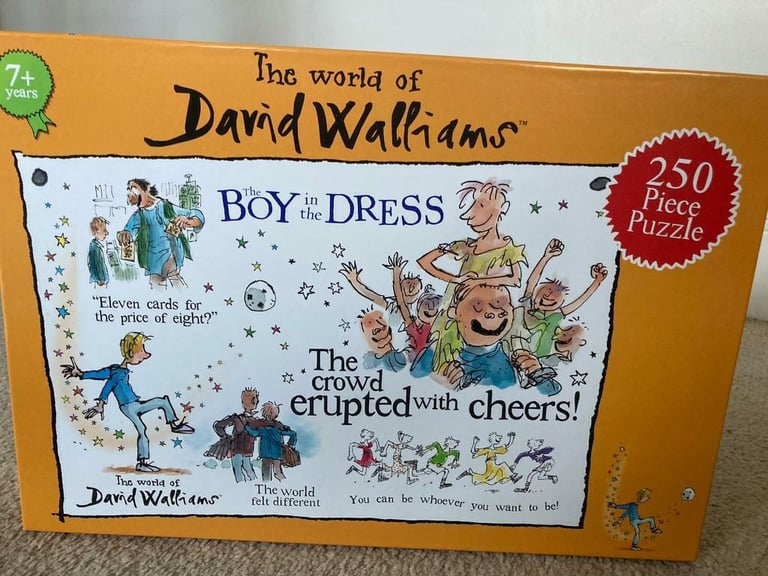 7+
years
The world of
David Walliams™
250
Piece
Puzzle
The BOY in the DRESS
"Eleven cards for
the price of eight?"
The
crowd
erupted with cheers!
The world of
David Walliams
The world
felt different
You can be whoever you want to be!